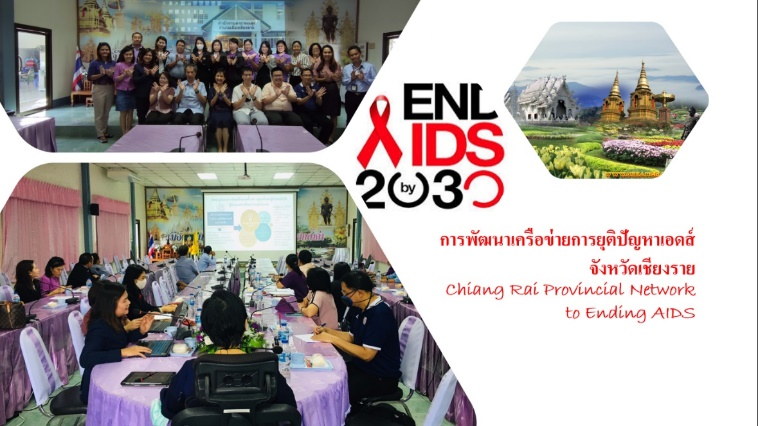 END
AIDS
by
2030
การพัฒนาเครือข่ายการยุติปัญหาเอดส์
จังหวัดเชียงราย
Chiang Rai Provincial Network
to Ending AIDS